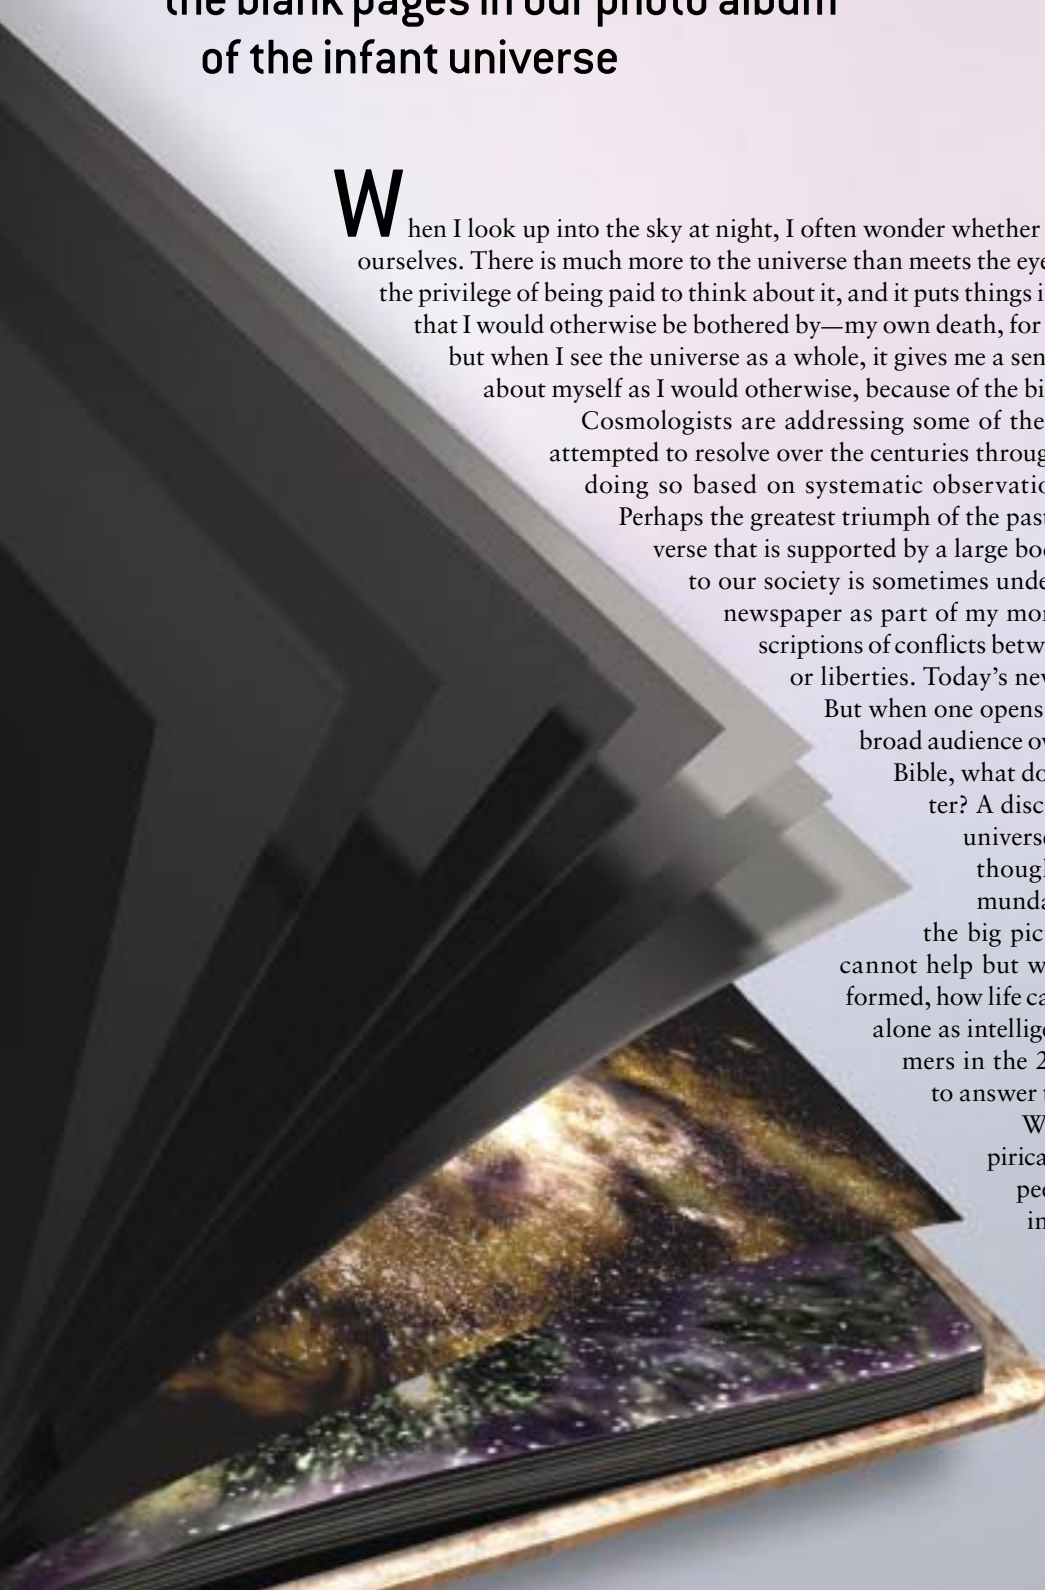 the blank pages in our photo album
of the infant universe
When I look up into the sky at night, I often wonder whether
ourselves. There is much more to the universe than meets the eye
the privilege of being paid to think about it, and it puts things i
that I would otherwise be bothered by—my own death, for
but when I see the universe as a whole, it gives me a sen
about myself as I would otherwise, because of the bi
Cosmologists are addressing some of the
attempted to resolve over the centuries throug
doing so based on systematic observatio
Perhaps the greatest triumph of the past
verse that is supported by a large bo
to our society is sometimes unde
newspaper as part of my mor
scriptions of conflicts betw
or liberties. Today's new
But when one opens
broad audience ov
Bible, what do
ter? A disc
universe
though
munda
the big pic
cannot help but w
formed, how life ca
alone as intellige
mers in the 2
to answer t
W
pirica
pe
in